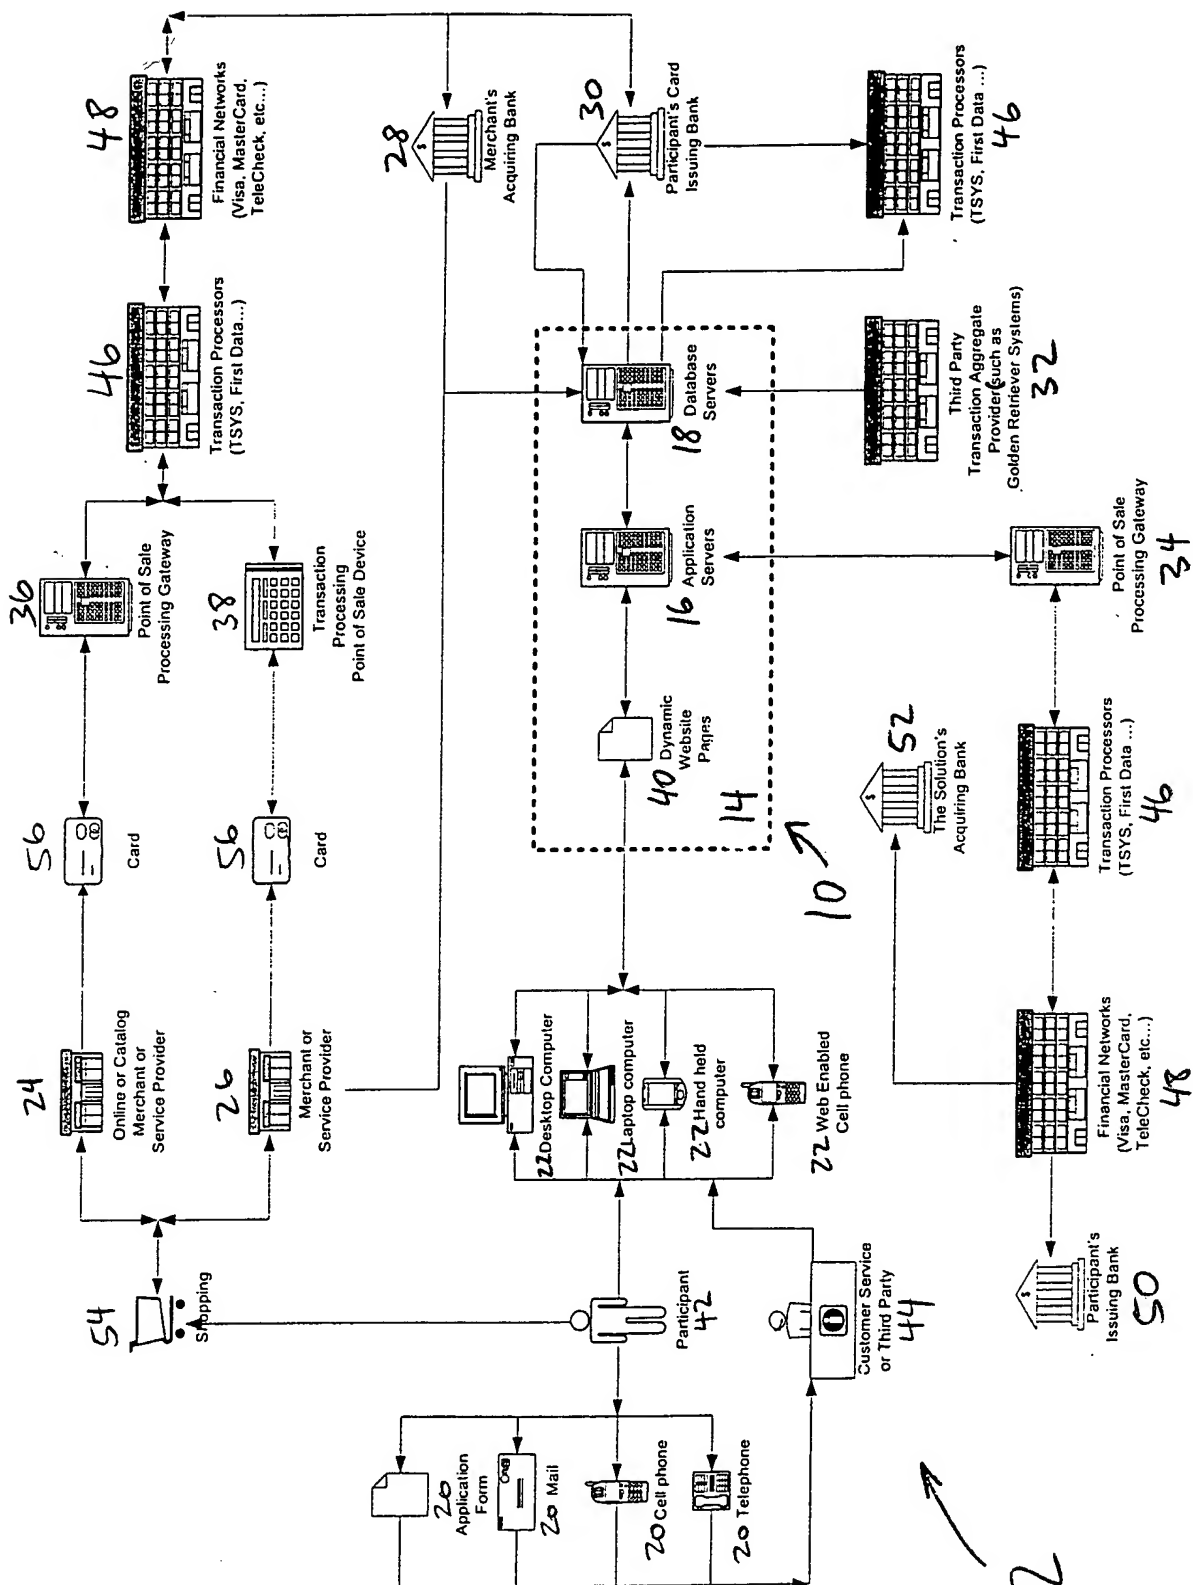 48
Financial Networks
(Visa, MasterCard,
TeleCheck, etc...)
46
Transaction Processors
(TSYS, First Data...)
36
Point of Sale
Processing Gateway
38
Transaction
Processing
Point of Sale Device
56
Card
56
Card
24
Online or Catalog
Merchant or
Service Provider
26
Merchant or
Service Provider
54
Shopping
28
Merchant's
Acquiring Bank
30
$
Participant's Card
Issuing Bank
Transaction Processors
(TSYS, First Data ...)
46
18 Database
Servers
16 Application
Servers
40 Dynamic
Website
Pages
14
10
Third Party
Transaction Aggregate
Provider(such as
Golden Retriever Systems)
32
Point of Sale
Processing Gateway
34
$
52
The Solution's
Acquiring Bank
Transaction Processors
(TSYS, First Data ...)
46
Financial Networks
(Visa, MasterCard,
TeleCheck, etc...)
48
$
Participant's
Issuing Bank
50
22 Desktop Computer
22 Laptop computer
22 Hand held
computer
22 Web Enabled
Cell phone
Participant
42
i
Customer Service
or Third Party
44
20
Application
Form
20 Mail
20 Cell phone
20 Telephone
2